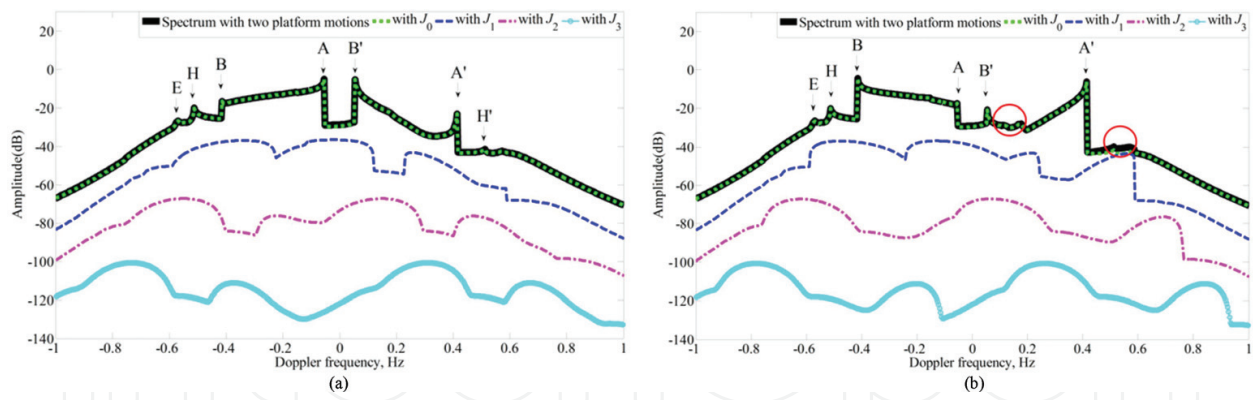 Spectrum with two platform motions with J0 with J1 with J2 with J3
20
0
-20
-40
-60
-80
-100
-120
-140
Amplitude(dB)
E H B A B' A' H'
-1 -0.8 -0.6 -0.4 -0.2 0 0.2 0.4 0.6 0.8 1
Doppler frequency, Hz
(a)
Spectrum with two platform motions with J0 with J1 with J2 with J3
20
0
-20
-40
-60
-80
-100
-120
-140
Amplitude(dB)
E H B A B' A'
-1 -0.8 -0.6 -0.4 -0.2 0 0.2 0.4 0.6 0.8 1
Doppler frequency, Hz
(b)